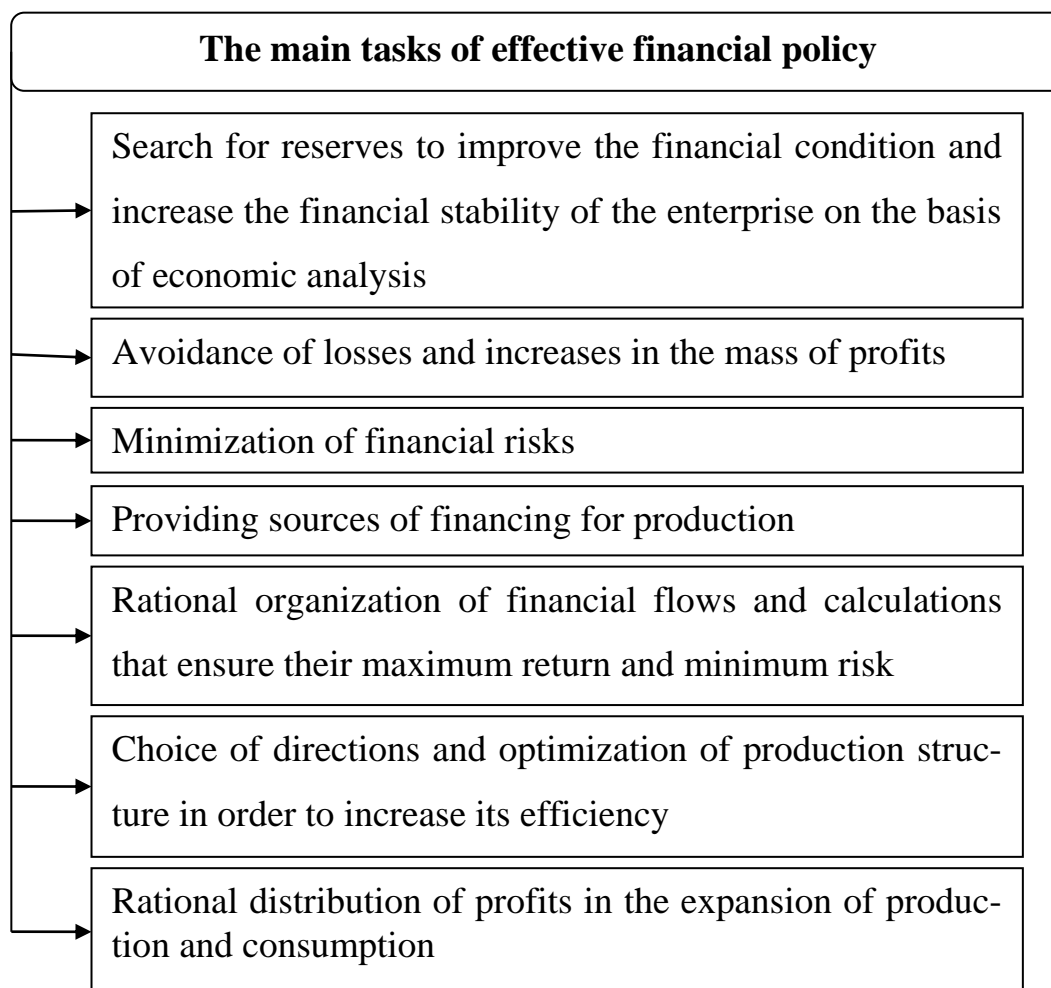 The main tasks of effective financial policy
Search for reserves to improve the financial condition and
increase the financial stability of the enterprise on the basis
of economic analysis
Avoidance of losses and increases in the mass of profits
Minimization of financial risks
Providing sources of financing for production
Rational organization of financial flows and calculations
that ensure their maximum return and minimum risk
Choice of directions and optimization of production struc-
ture in order to increase its efficiency
Rational distribution of profits in the expansion of produc-
tion and consumption